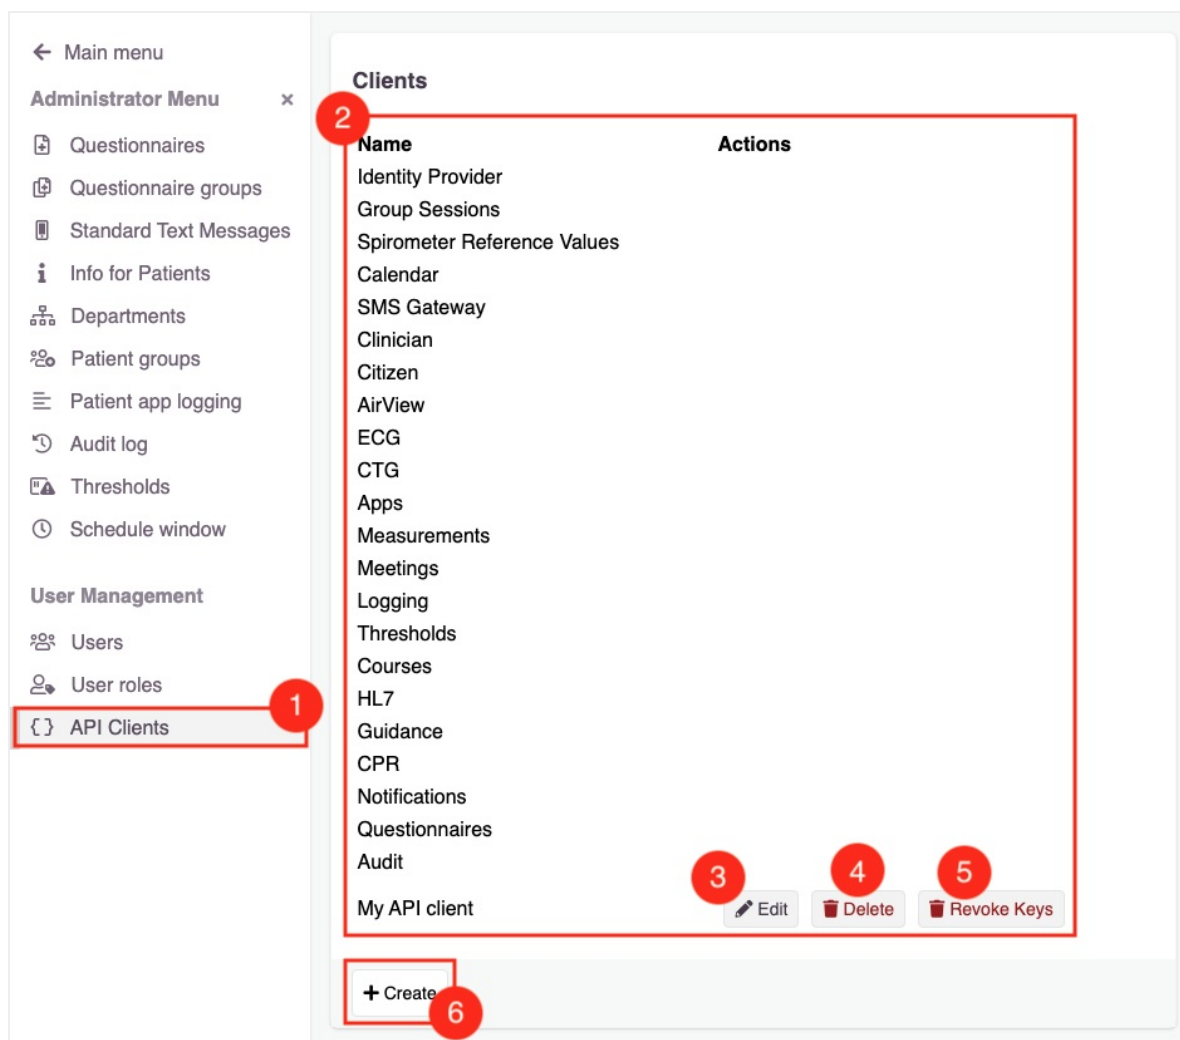 Main menu
Administrator Menu ×
Questionnaires
Questionnaire groups
Standard Text Messages
Info for Patients
Departments
Patient groups
Patient app logging
Audit log
Thresholds
Schedule window
User Management
Users
User roles
1
{} API Clients
Clients
2
Name Actions
Identity Provider
Group Sessions
Spirometer Reference Values
Calendar
SMS Gateway
Clinician
Citizen
AirView
ECG
CTG
Apps
Measurements
Meetings
Logging
Thresholds
Courses
HL7
Guidance
CPR
Notifications
Questionnaires
Audit
3 4 5
My API client Edit Delete Revoke Keys
+ Create
6